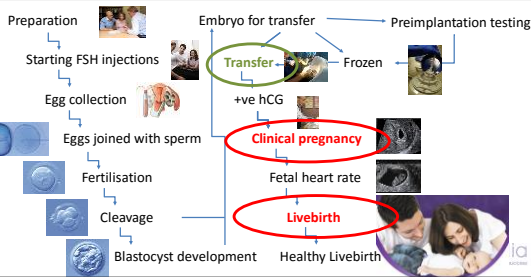 Preparation
Starting FSH injections
Egg collection
Eggs joined with sperm
Fertilisation
Cleavage
Blastocyst development
Embryo for transfer
Preimplantation testing
Transfer
Frozen
+ve hCG
Clinical pregnancy
Fetal heart rate
Livebirth
Healthy Livebirth
ia